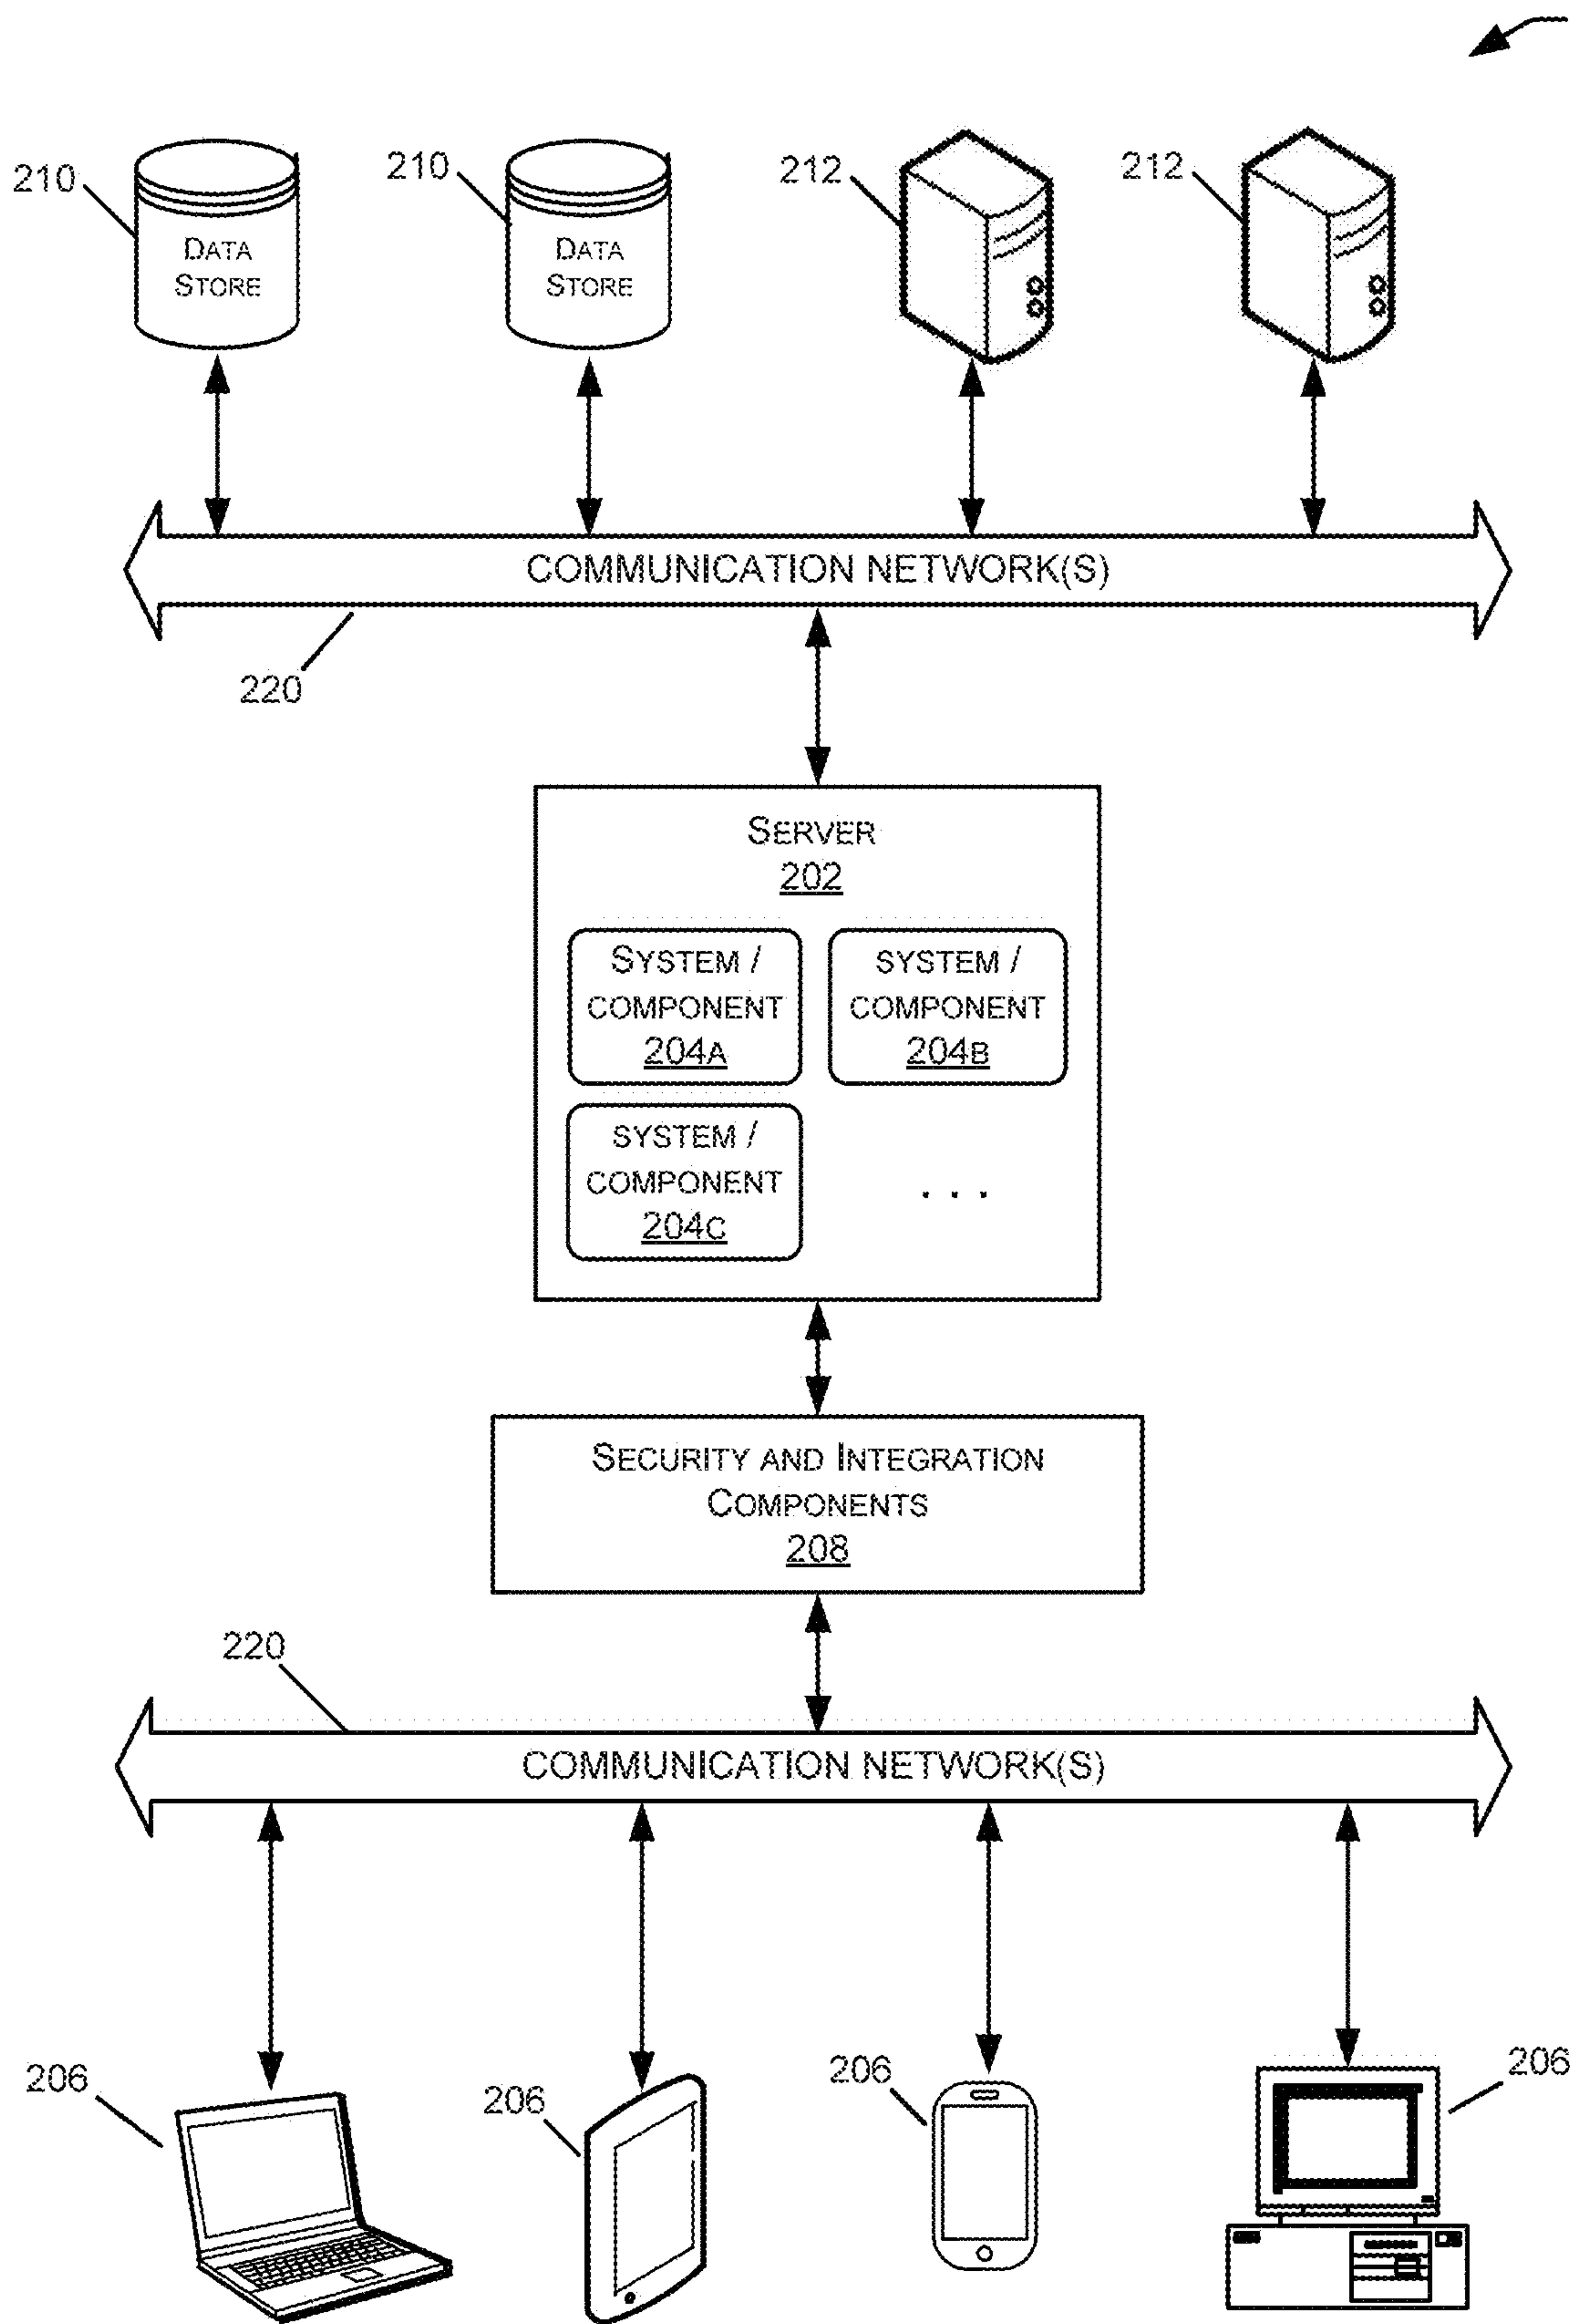 210
210
212
212
DATA
STORE
DATA
STORE
COMMUNICATION NETWORK(S)
220
SERVER
202
SYSTEM /
COMPONENT
204A
SYSTEM /
COMPONENT
204B
SYSTEM /
COMPONENT
204C
. . .
SECURITY AND INTEGRATION
COMPONENTS
208
220
COMMUNICATION NETWORK(S)
206
206
206
206